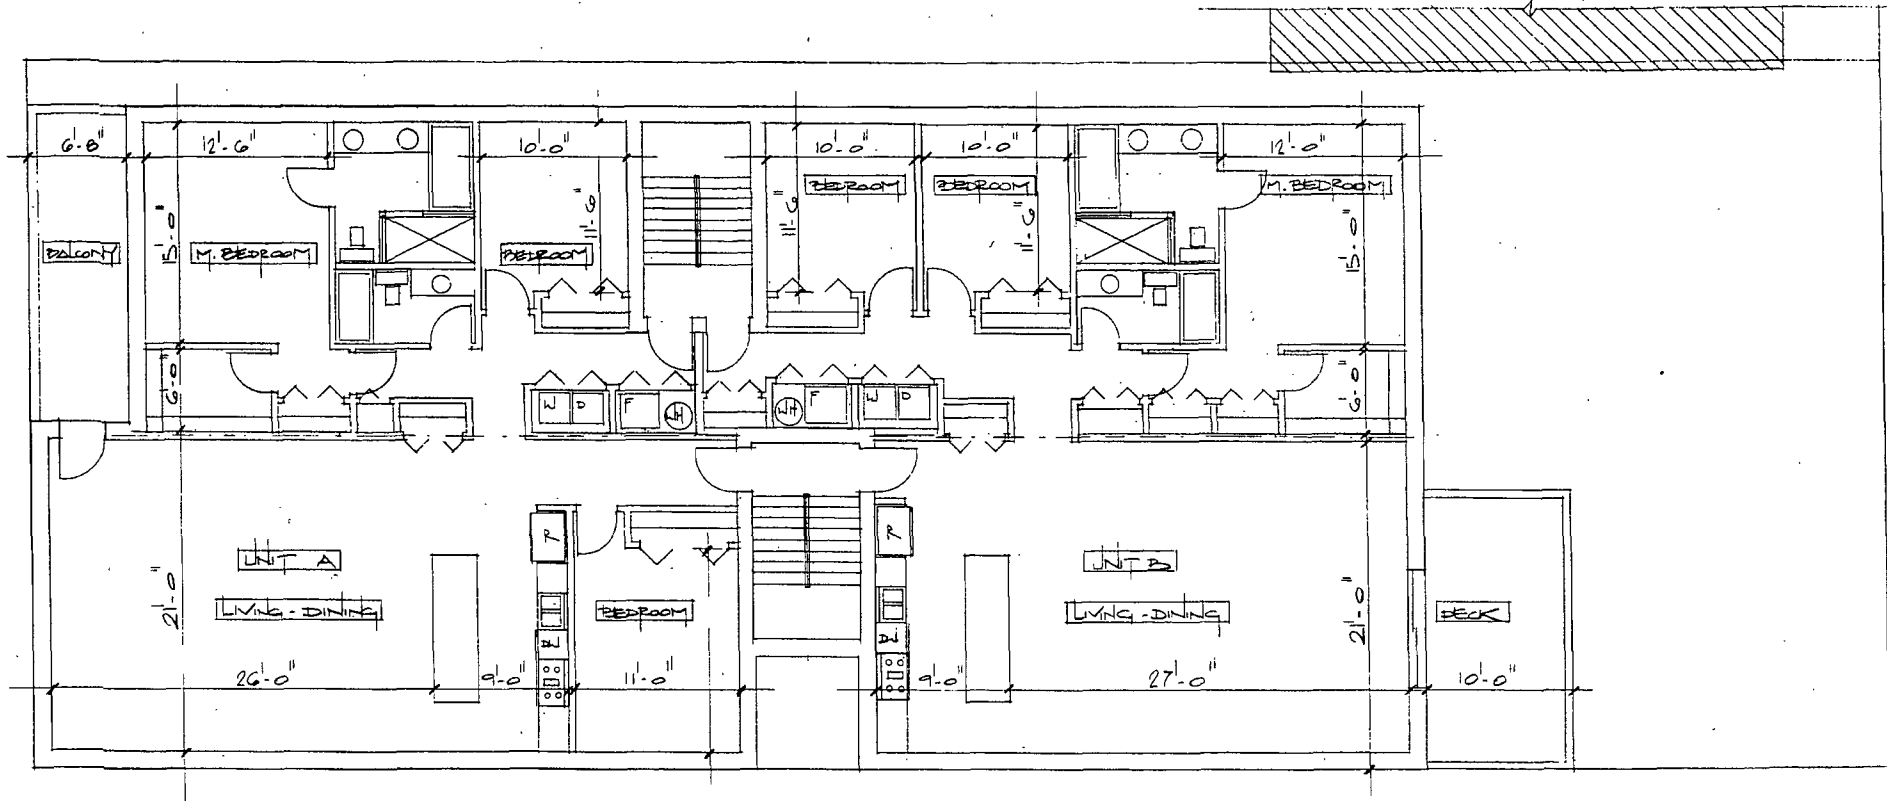 6'-8"
12'-6"
10'-0"
10'-0"
10'-0"
12'-0"
BEDROOM
BEDROOM
M. BEDROOM
11'-6"
11'-6"
11'-6"
15'-0"
15'-0"
BALCONY
M. BEDROOM
BEDROOM
6'-0"
6'-0"
W D
F
WH
WH
F
W D
R
R
UNIT A
UNIT B
LIVING - DINING
BEDROOM
LIVING - DINING
DECK
21'-0"
21'-0"
DW
DW
26'-0"
9'-0"
11'-0"
9'-0"
27'-0"
10'-0"